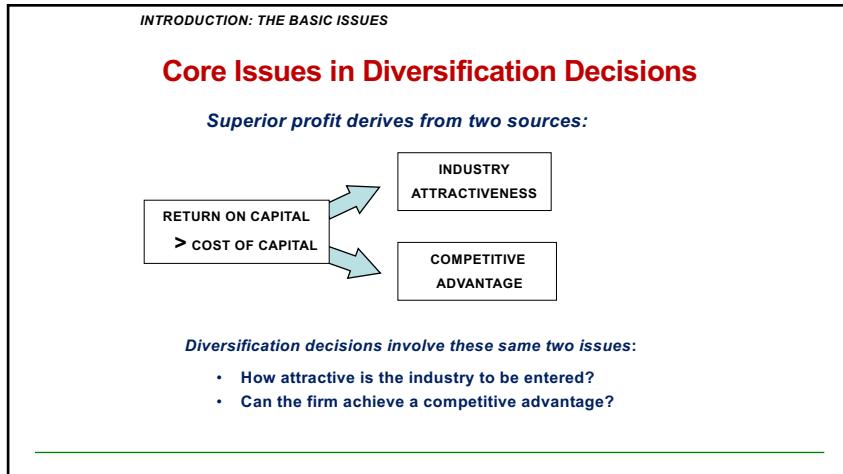 INTRODUCTION: THE BASIC ISSUES
Core Issues in Diversification Decisions
Superior profit derives from two sources:
INDUSTRY
ATTRACTIVENESS
RETURN ON CAPITAL
> COST OF CAPITAL
COMPETITIVE
ADVANTAGE
Diversification decisions involve these same two issues:
• How attractive is the industry to be entered?
• Can the firm achieve a competitive advantage?